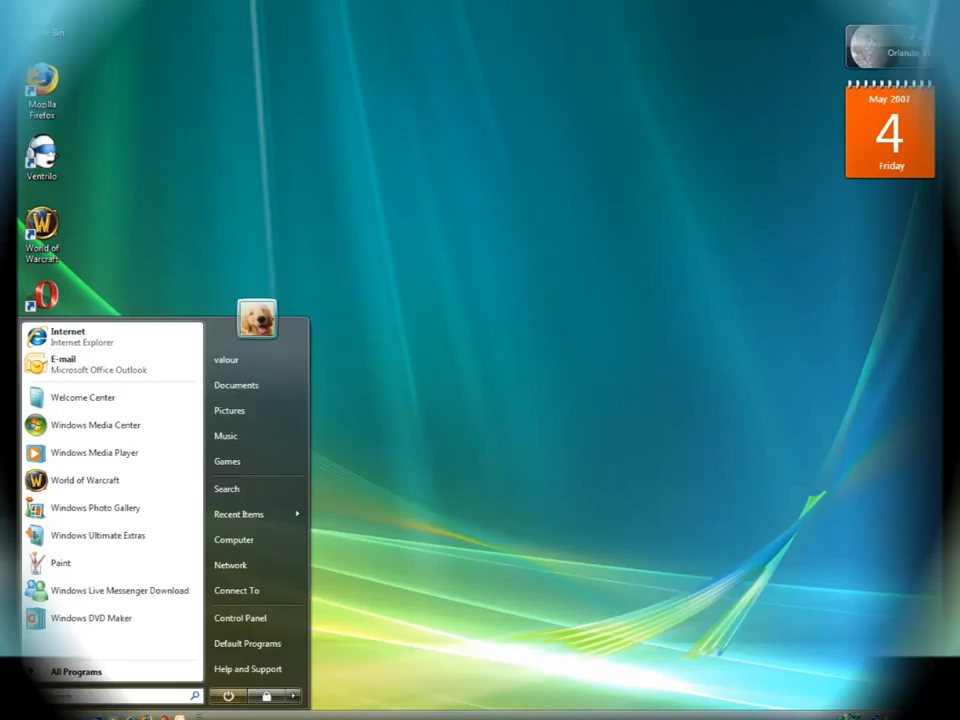 Bin
Mozilla
Firefox
Ventrilo
World of
Warcraft
Orlando,
May 2007
4
Friday
Internet
Internet Explorer
E-mail
Microsoft Office Outlook
Welcome Center
Windows Media Center
Windows Media Player
World of Warcraft
Windows Photo Gallery
Windows Ultimate Extras
Paint
Windows Live Messenger Download
Windows DVD Maker
All Programs
valour
Documents
Pictures
Music
Games
Search
Recent Items
Computer
Network
Connect To
Control Panel
Default Programs
Help and Support